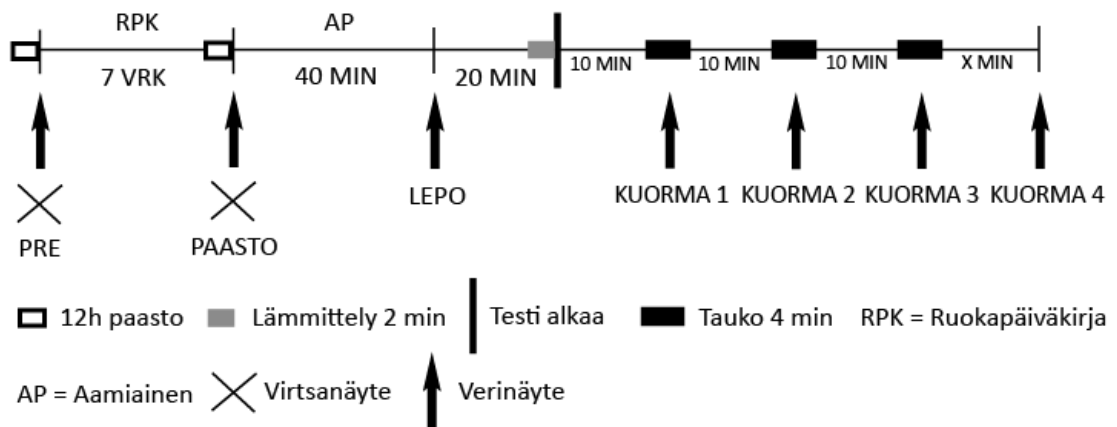 RPK AP
7 VRK 40 MIN 20 MIN 10 MIN 10 MIN 10 MIN X MIN
LEPO KUORMA 1 KUORMA 2 KUORMA 3 KUORMA 4
PRE PAASTO
12h paasto Lämmittely 2 min Testi alkaa Tauko 4 min RPK = Ruokapäiväkirja
AP = Aamiainen Virtsanäyte Verinäyte